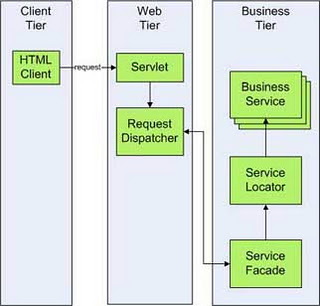 Client
Tier
Web
Tier
Business
Tier
HTML
Client
request
Servlet
Request
Dispatcher
Business
Service
Service
Locator
Service
Facade